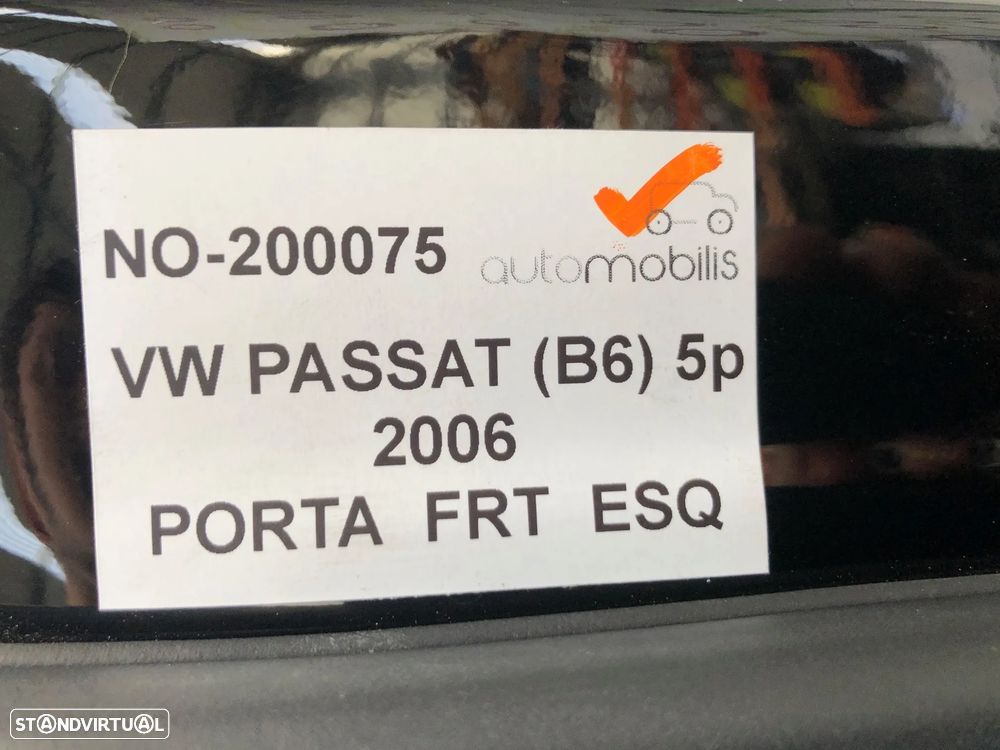 NO-200075
automobilis
VW PASSAT (B6) 5p
2006
PORTA FRT ESQ
STANDVIRTUAL